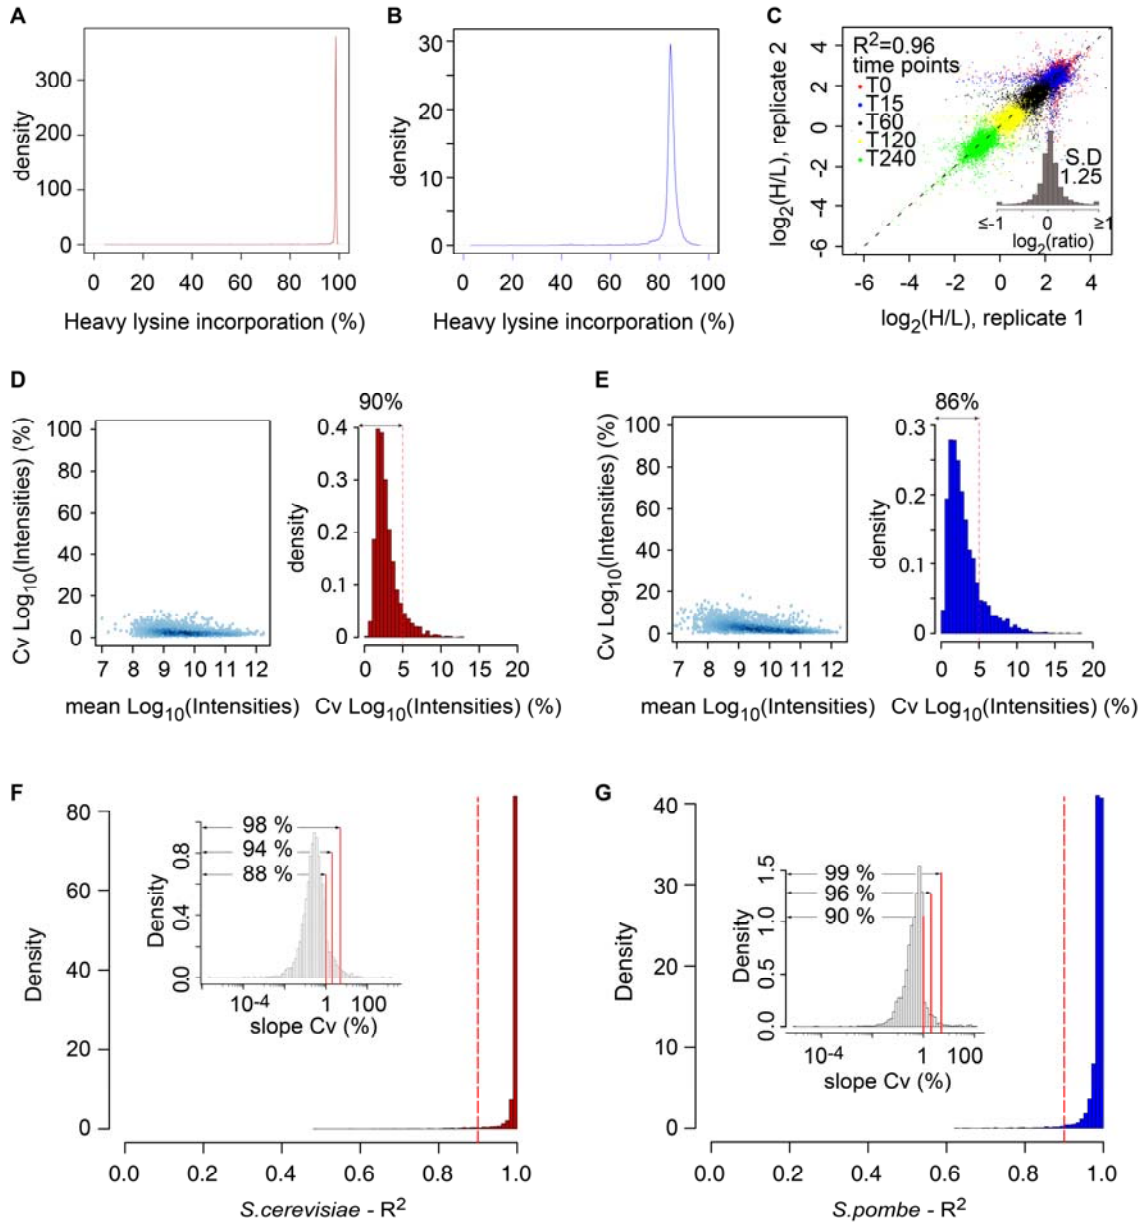 A
density
300
200
100
0
0 20 40 60 80 100
Heavy lysine incorporation (%)
B
density
30
20
10
0
0 20 40 60 80 100
Heavy lysine incorporation (%)
C
log2(H/L), replicate 2
4
2
0
-2
-4
-6
R2=0.96
time points
T0
T15
T60
T120
T240
S.D
1.25
≤-1 0 ≥1
log2(ratio)
-6 -4 -2 0 2 4
log2(H/L), replicate 1
D
Cv Log10(Intensities) (%)
100
80
60
40
20
0
7 8 9 10 11 12
mean Log10(Intensities)
90%
density
0.4
0.3
0.2
0.1
0
0 5 10 15 20
Cv Log10(Intensities) (%)
E
Cv Log10(Intensities) (%)
100
80
60
40
20
0
7 8 9 10 11 12
mean Log10(Intensities)
86%
density
0.3
0.2
0.1
0
0 5 10 15 20
Cv Log10(Intensities) (%)
F
Density
80
60
40
20
0
98 %
94 %
88 %
Density
0.8
0.4
0.0
10-4 1 100
slope Cv (%)
0.0 0.2 0.4 0.6 0.8 1.0
S.cerevisiae - R2
G
Density
40
30
20
10
0
99 %
96 %
90 %
Density
1.5
1.0
0.5
0.0
10-4 1 100
slope Cv (%)
0.0 0.2 0.4 0.6 0.8 1.0
S.pombe - R2